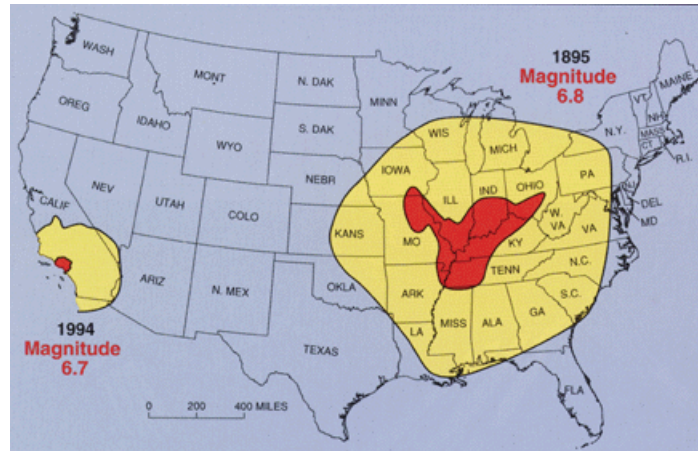 WASH
MONT
N. DAK
MINN
1895
Magnitude
6.8
MAINE
VT
NH
OREG
IDAHO
S. DAK
WIS
MICH
N.Y.
MASS
CT
R.I.
WYO
IOWA
NEBR
ILL
IND
OHIO
PA
NJ
DEL
MD
NEV
UTAH
COLO
CALIF
KANS
MO
W.
VA
VA
KY
N.C.
TENN
ARIZ
N. MEX
OKLA
ARK
S.C.
MISS
ALA
GA
LA
1994
Magnitude
6.7
TEXAS
FLA
0 200 400 MILES